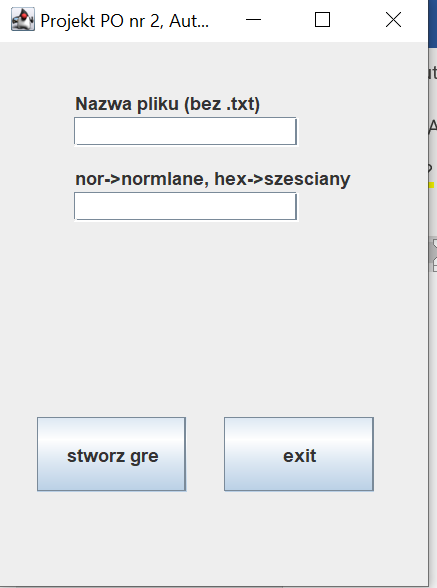 Projekt PO nr 2, Aut...
Nazwa pliku (bez .txt)
nor->normlane, hex->szesciany
stworz gre
exit